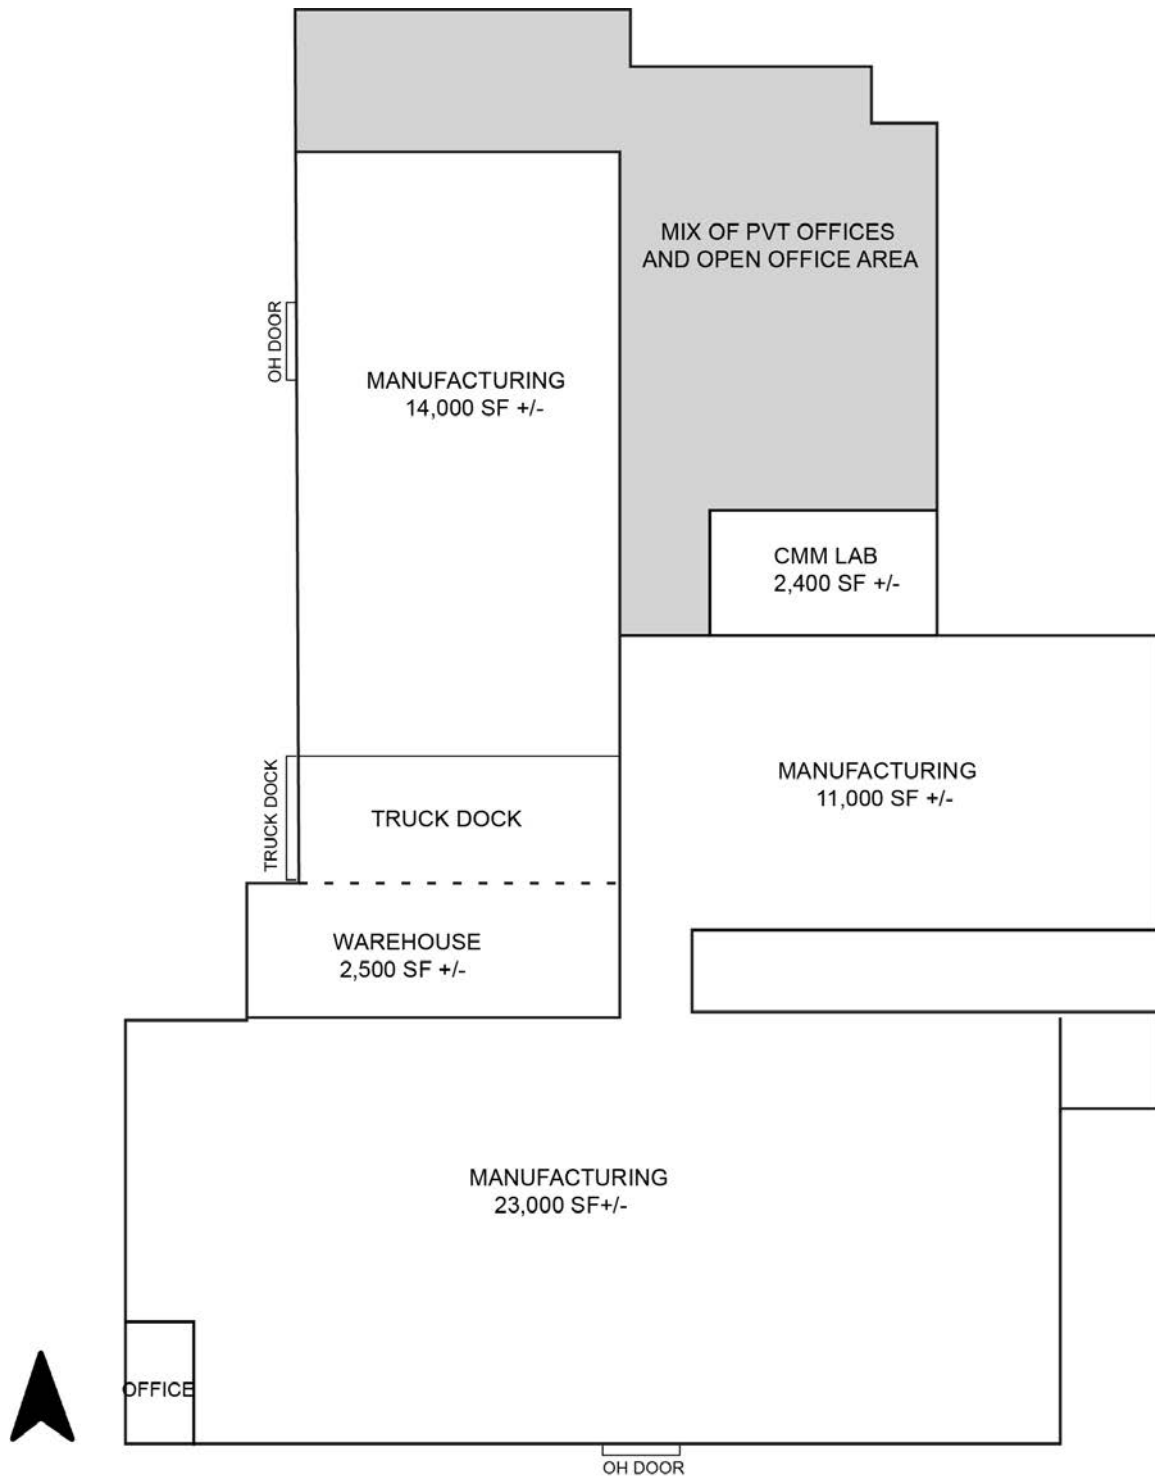 MIX OF PVT OFFICES
AND OPEN OFFICE AREA
OH DOOR
MANUFACTURING
14,000 SF +/-
CMM LAB
2,400 SF +/-
MANUFACTURING
11,000 SF +/-
TRUCK DOCK
TRUCK DOCK
WAREHOUSE
2,500 SF +/-
MANUFACTURING
23,000 SF+/-
OFFICE
OH DOOR